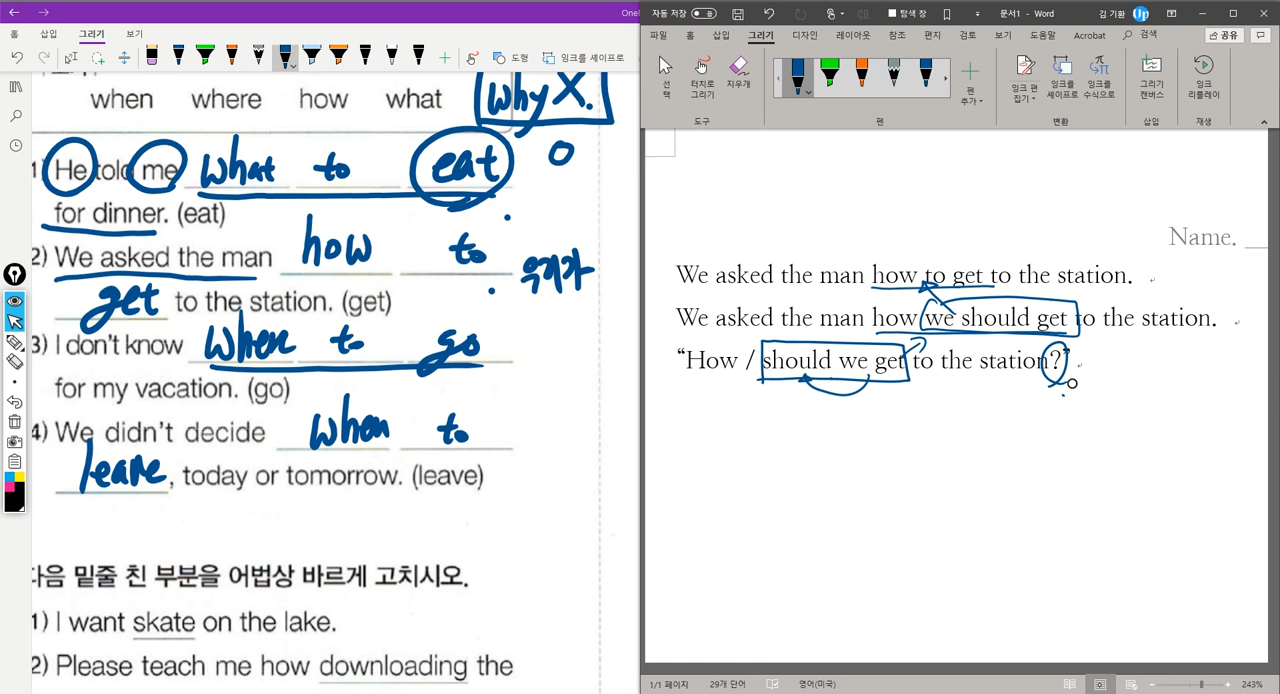 OneN
홈 삽입 그리기 보기
도형 잉크를 셰이프로
when where how what why X.
1) He told me what to eat O
for dinner. (eat)
2) We asked the man how to 우리가
get to the station. (get)
3) I don't know when to go
for my vacation. (go)
4) We didn't decide when to
leave, today or tomorrow. (leave)
다음 밑줄 친 부분을 어법상 바르게 고치시오.
1) I want skate on the lake.
2) Please teach me how downloading the
자동 저장 끔 탐색 창 문서1 - Word 김 기환 Up
파일 홈 삽입 그리기 디자인 레이아웃 참조 편지 검토 보기 도움말 Acrobat 검색 공유
선택 터치로 그리기 지우개 펜 추가 잉크 편집기 잉크를 셰이프로 잉크를 수식으로 그리기 캔버스 잉크 리플레이
도구 펜 변환 삽입 재생
Name. __
We asked the man how to get to the station.
We asked the man how we should get to the station.
“How / should we get to the station?”
1/1 페이지 29개 단어 영어(미국) 243%